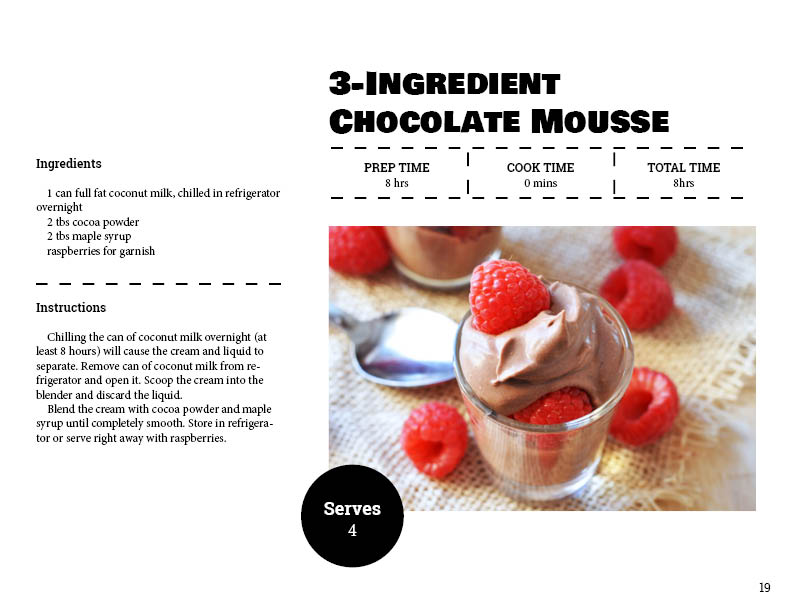 3-Ingredient
Chocolate Mousse
PREP TIME
8 hrs
COOK TIME
0 mins
TOTAL TIME
8hrs
Ingredients
1 can full fat coconut milk, chilled in refrigerator
overnight
2 tbs cocoa powder
2 tbs maple syrup
raspberries for garnish
Instructions
Chilling the can of coconut milk overnight (at
least 8 hours) will cause the cream and liquid to
separate. Remove can of coconut milk from re-
frigerator and open it. Scoop the cream into the
blender and discard the liquid.
Blend the cream with cocoa powder and maple
syrup until completely smooth. Store in refrigera-
tor or serve right away with raspberries.
Serves
4
19